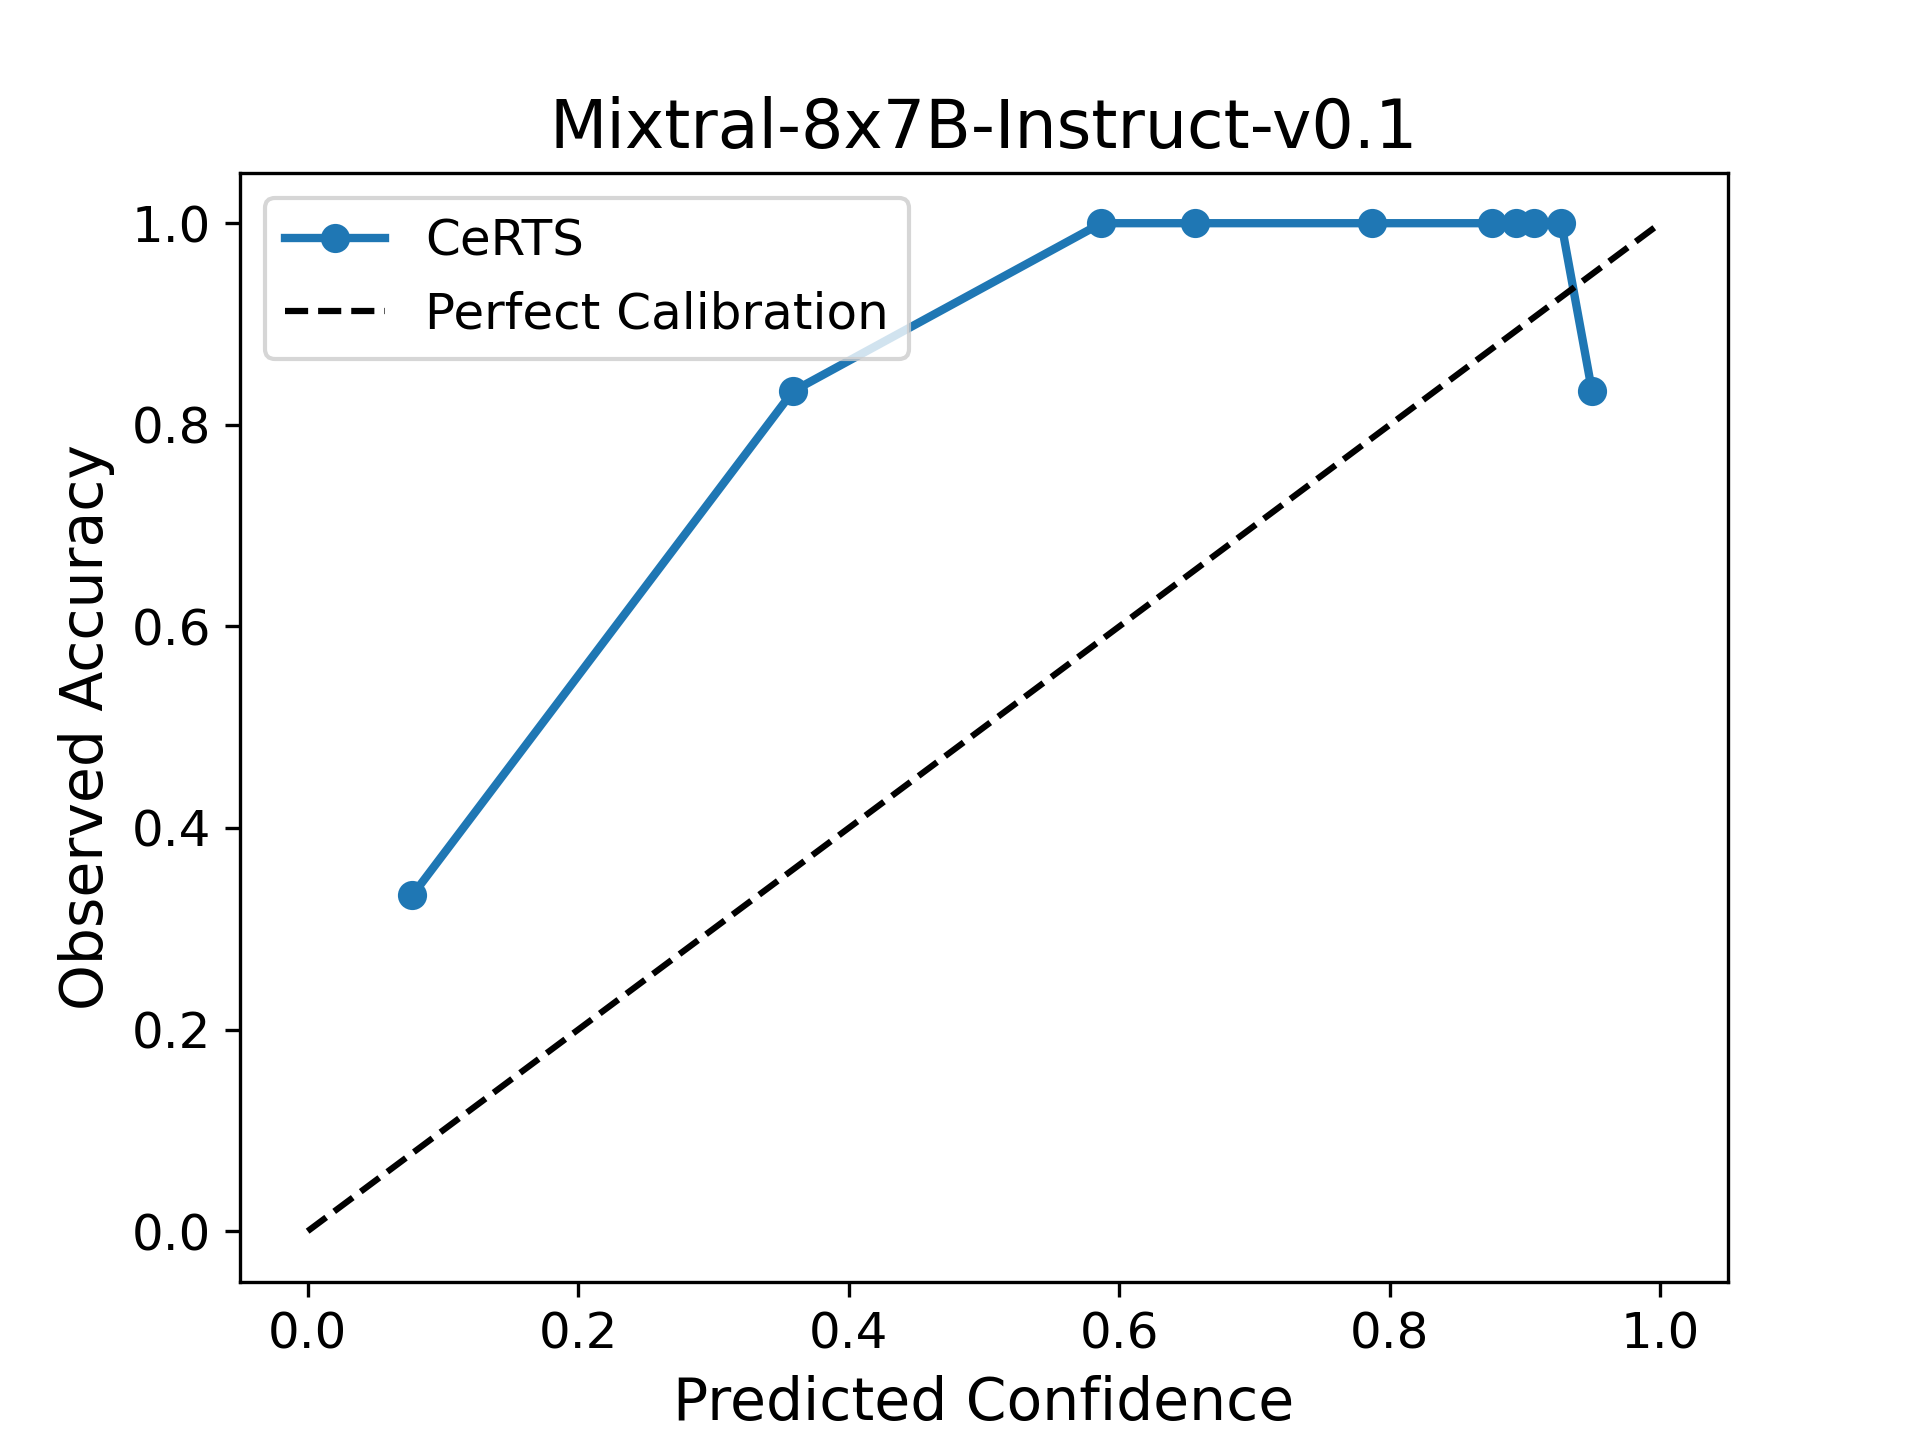 Mixtral-8x7B-Instruct-v0.1
CeRTS
Perfect Calibration
1.0
0.8
0.6
0.4
0.2
0.0
Observed Accuracy
0.0 0.2 0.4 0.6 0.8 1.0
Predicted Confidence